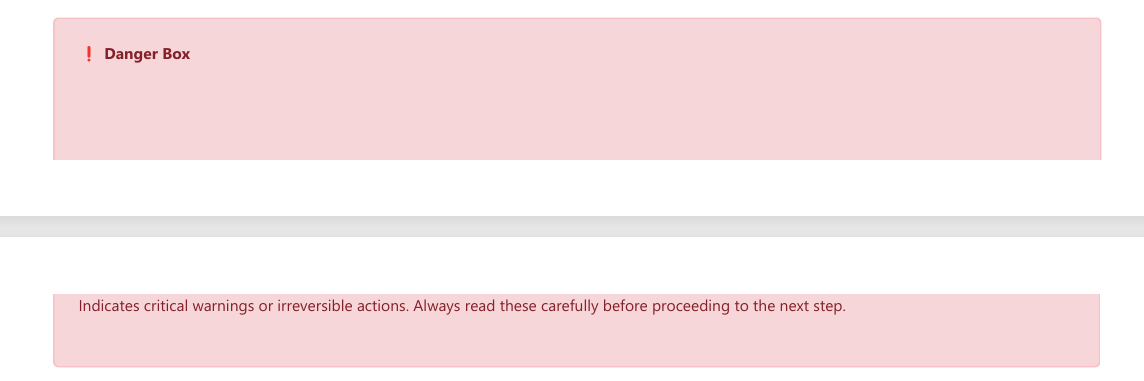 ❗ Danger Box
Indicates critical warnings or irreversible actions. Always read these carefully before proceeding to the next step.